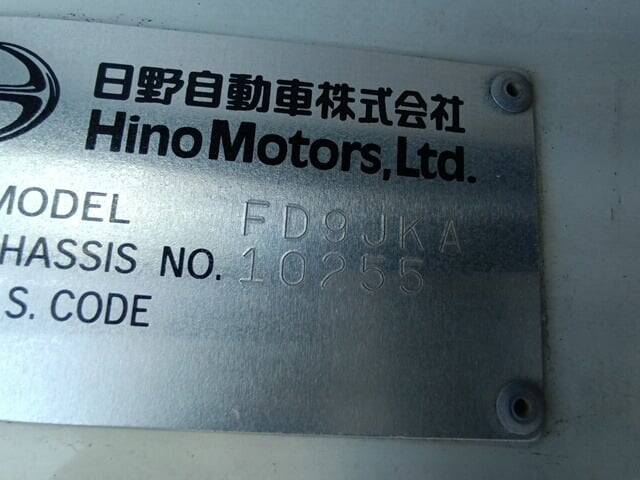 日野自動車株式会社
Hino Motors, Ltd.
MODEL FD9JKA
HASSIS NO. 10255
S. CODE